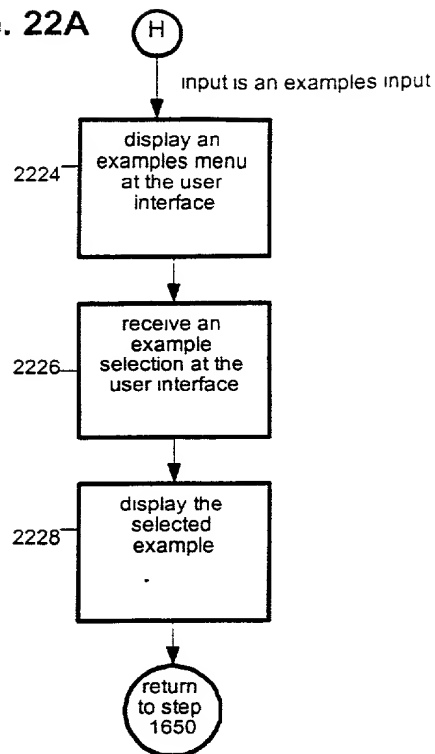 . 22A
H
input is an examples input
display an
examples menu
at the user
interface
2224
receive an
example
selection at the
user interface
2226
display the
selected
example
2228
return
to step
1650